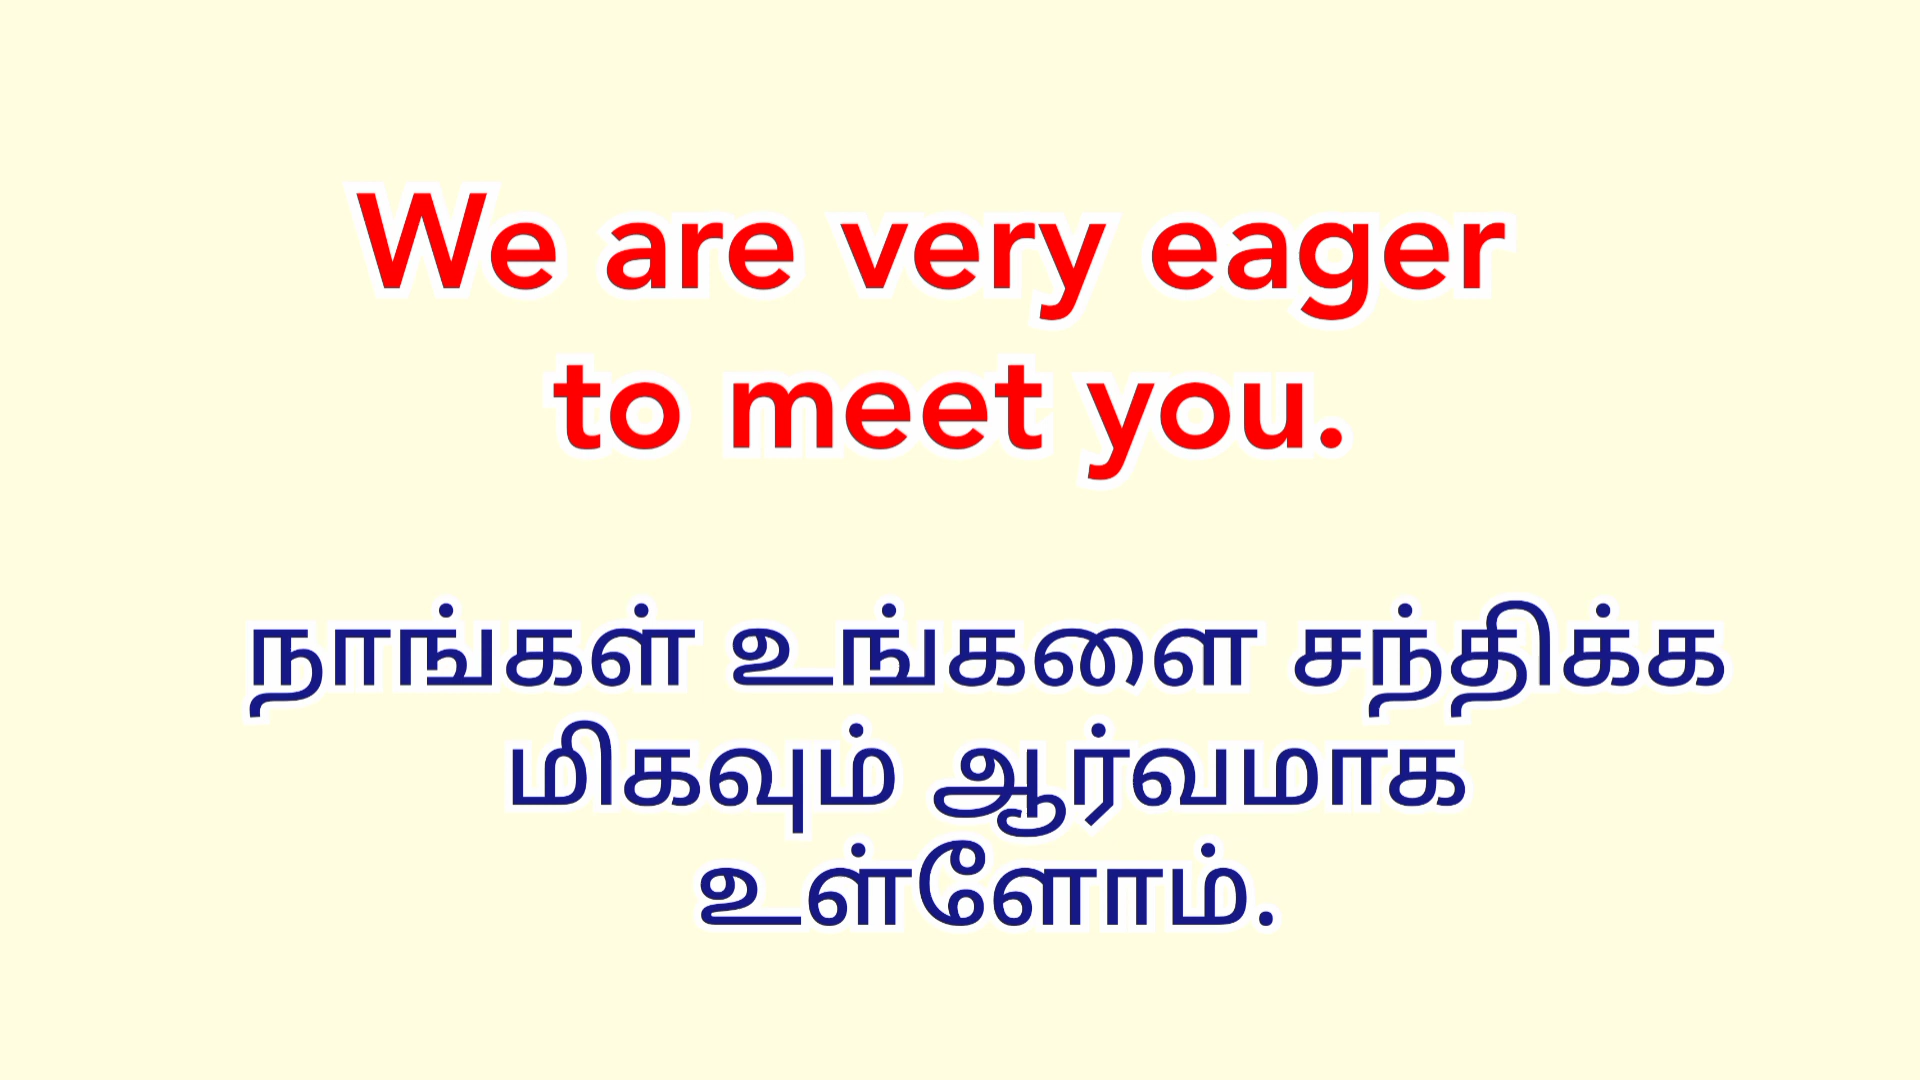 We are very eager
to meet you.
நாங்கள் உங்களை சந்திக்க
மிகவும் ஆர்வமாக
உள்ளோம்.